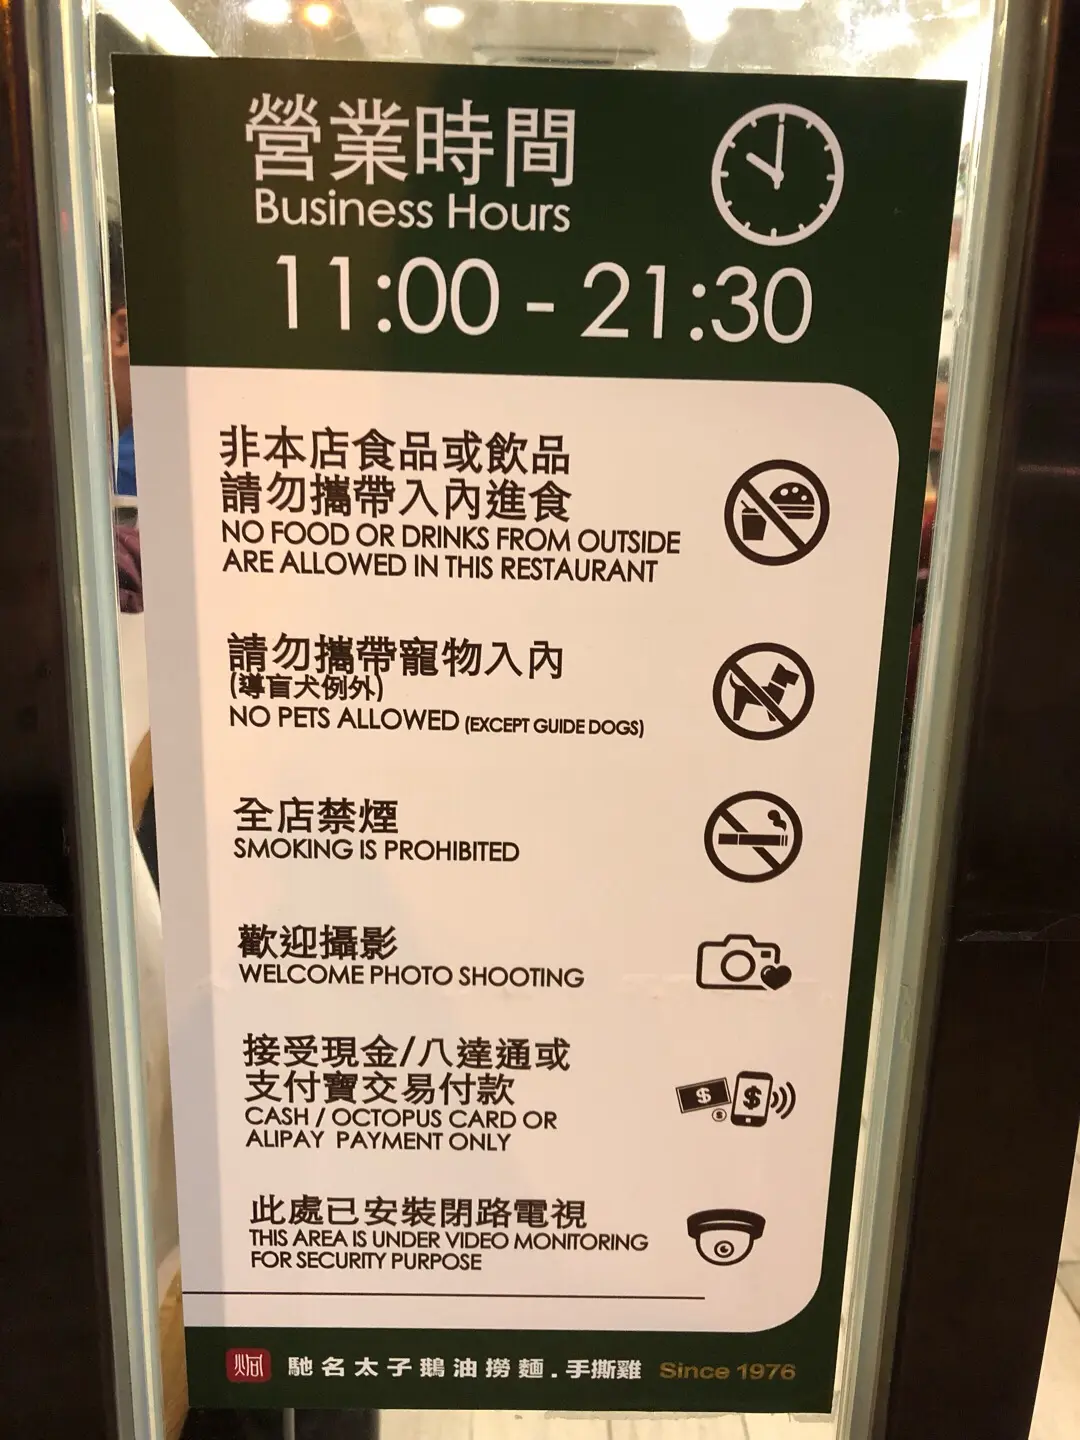 營業時間
Business Hours
11:00 - 21:30
非本店食品或飲品
請勿攜帶入內進食
NO FOOD OR DRINKS FROM OUTSIDE
ARE ALLOWED IN THIS RESTAURANT
請勿攜帶寵物入內
(導盲犬例外)
NO PETS ALLOWED (EXCEPT GUIDE DOGS)
全店禁煙
SMOKING IS PROHIBITED
歡迎攝影
WELCOME PHOTO SHOOTING
接受現金/八達通或
支付寶交易付款
CASH / OCTOPUS CARD OR
ALIPAY PAYMENT ONLY
$
$
$
此處已安裝閉路電視
THIS AREA IS UNDER VIDEO MONITORING
FOR SECURITY PURPOSE
馳名太子鵝油撈麵.手撕雞 Since 1976